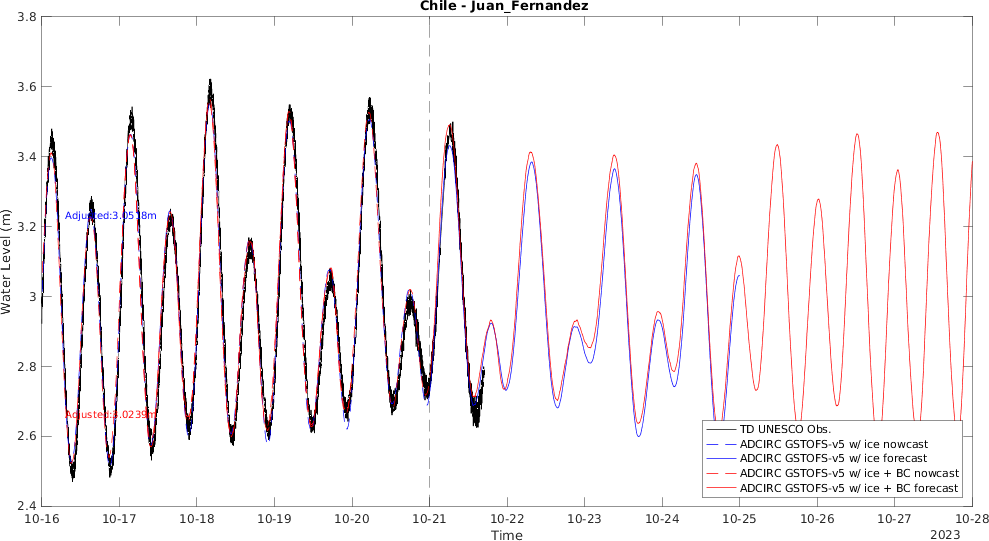 Chile - Juan_Fernandez
3.8
3.6
3.4
3.2
3
2.8
2.6
2.4
Water Level (m)
Adjusted:3.0518m
Adjusted:3.0239m
TD UNESCO Obs.
ADCIRC GSTOFS-v5 w/ ice nowcast
ADCIRC GSTOFS-v5 w/ ice forecast
ADCIRC GSTOFS-v5 w/ ice + BC nowcast
ADCIRC GSTOFS-v5 w/ ice + BC forecast
10-16 10-17 10-18 10-19 10-20 10-21 10-22 10-23 10-24 10-25 10-26 10-27 10-28
Time
2023